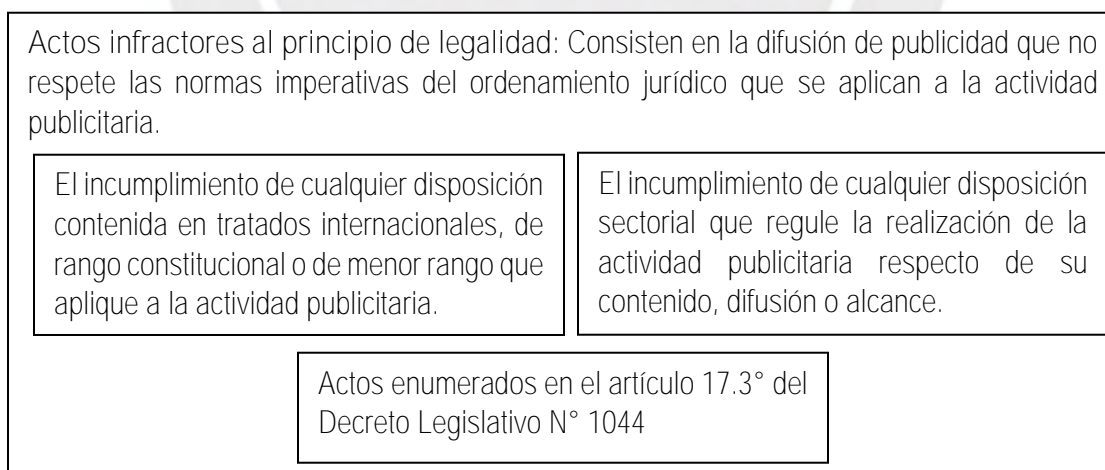 Actos infractores al principio de legalidad: Consisten en la difusión de publicidad que no
respete las normas imperativas del ordenamiento jurídico que se aplican a la actividad
publicitaria.
El incumplimiento de cualquier disposición
contenida en tratados internacionales, de
rango constitucional o de menor rango que
aplique a la actividad publicitaria.
El incumplimiento de cualquier disposición
sectorial que regule la realización de la
actividad publicitaria respecto de su
contenido, difusión o alcance.
Actos enumerados en el artículo 17.3° del
Decreto Legislativo N° 1044